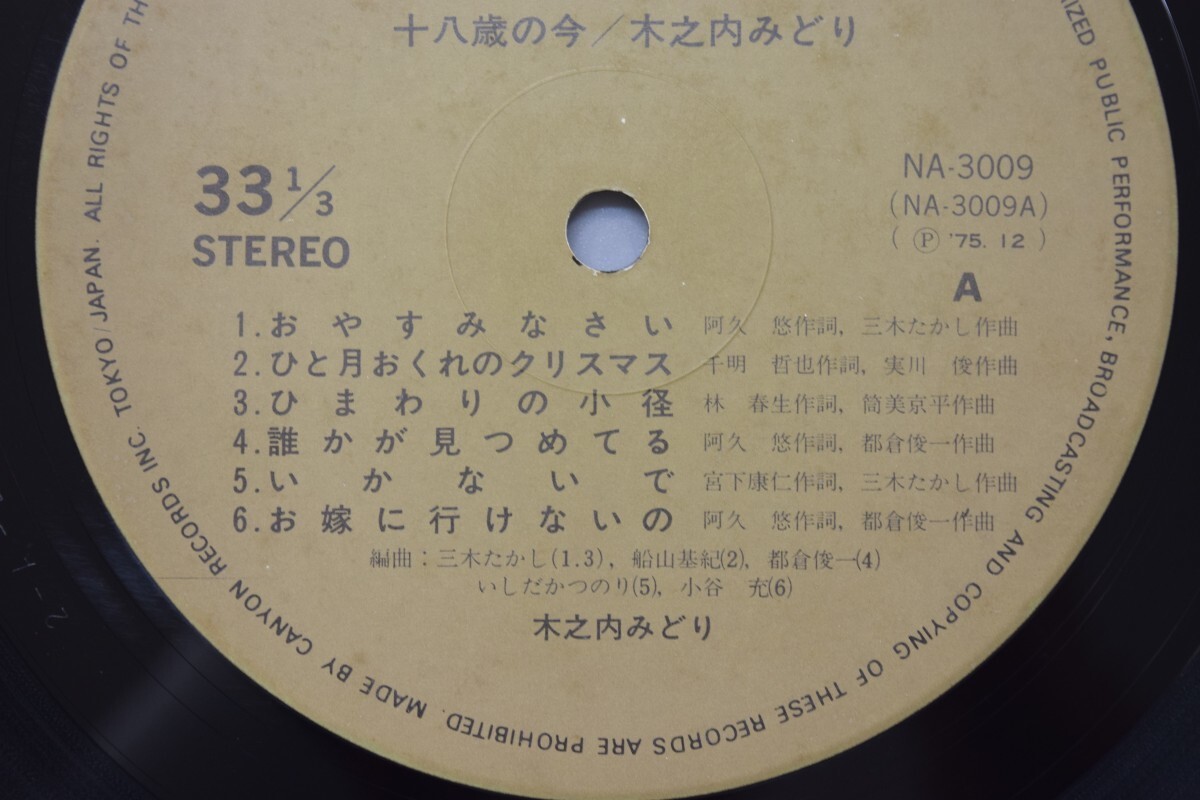 十八歳の今／木之内みどり
33 1/3
STEREO
NA-3009
(NA-3009A)
( Ⓟ '75. 12 )
A
1.おやすみなさい 阿久 悠作詞, 三木たかし作曲
2.ひと月おくれのクリスマス 千明 哲也作詞, 実川 俊作曲
3.ひまわりの小径 林 春生作詞, 筒美京平作曲
4.誰かが見つめてる 阿久 悠作詞, 都倉俊一作曲
5.いかないで 宮下康仁作詞, 三木たかし作曲
6.お嫁に行けないの 阿久 悠作詞, 都倉俊一作曲
編曲：三木たかし(1.3), 船山基紀(2), 都倉俊一(4)
いしだかつのり(5), 小谷 充(6)
木之内みどり
MADE BY CANYON RECORDS INC. TOKYO/JAPAN. ALL RIGHTS OF TH
PUBLIC PERFORMANCE, BROADCASTING AND COPYING OF THESE RECORDS ARE PROHIBITED.